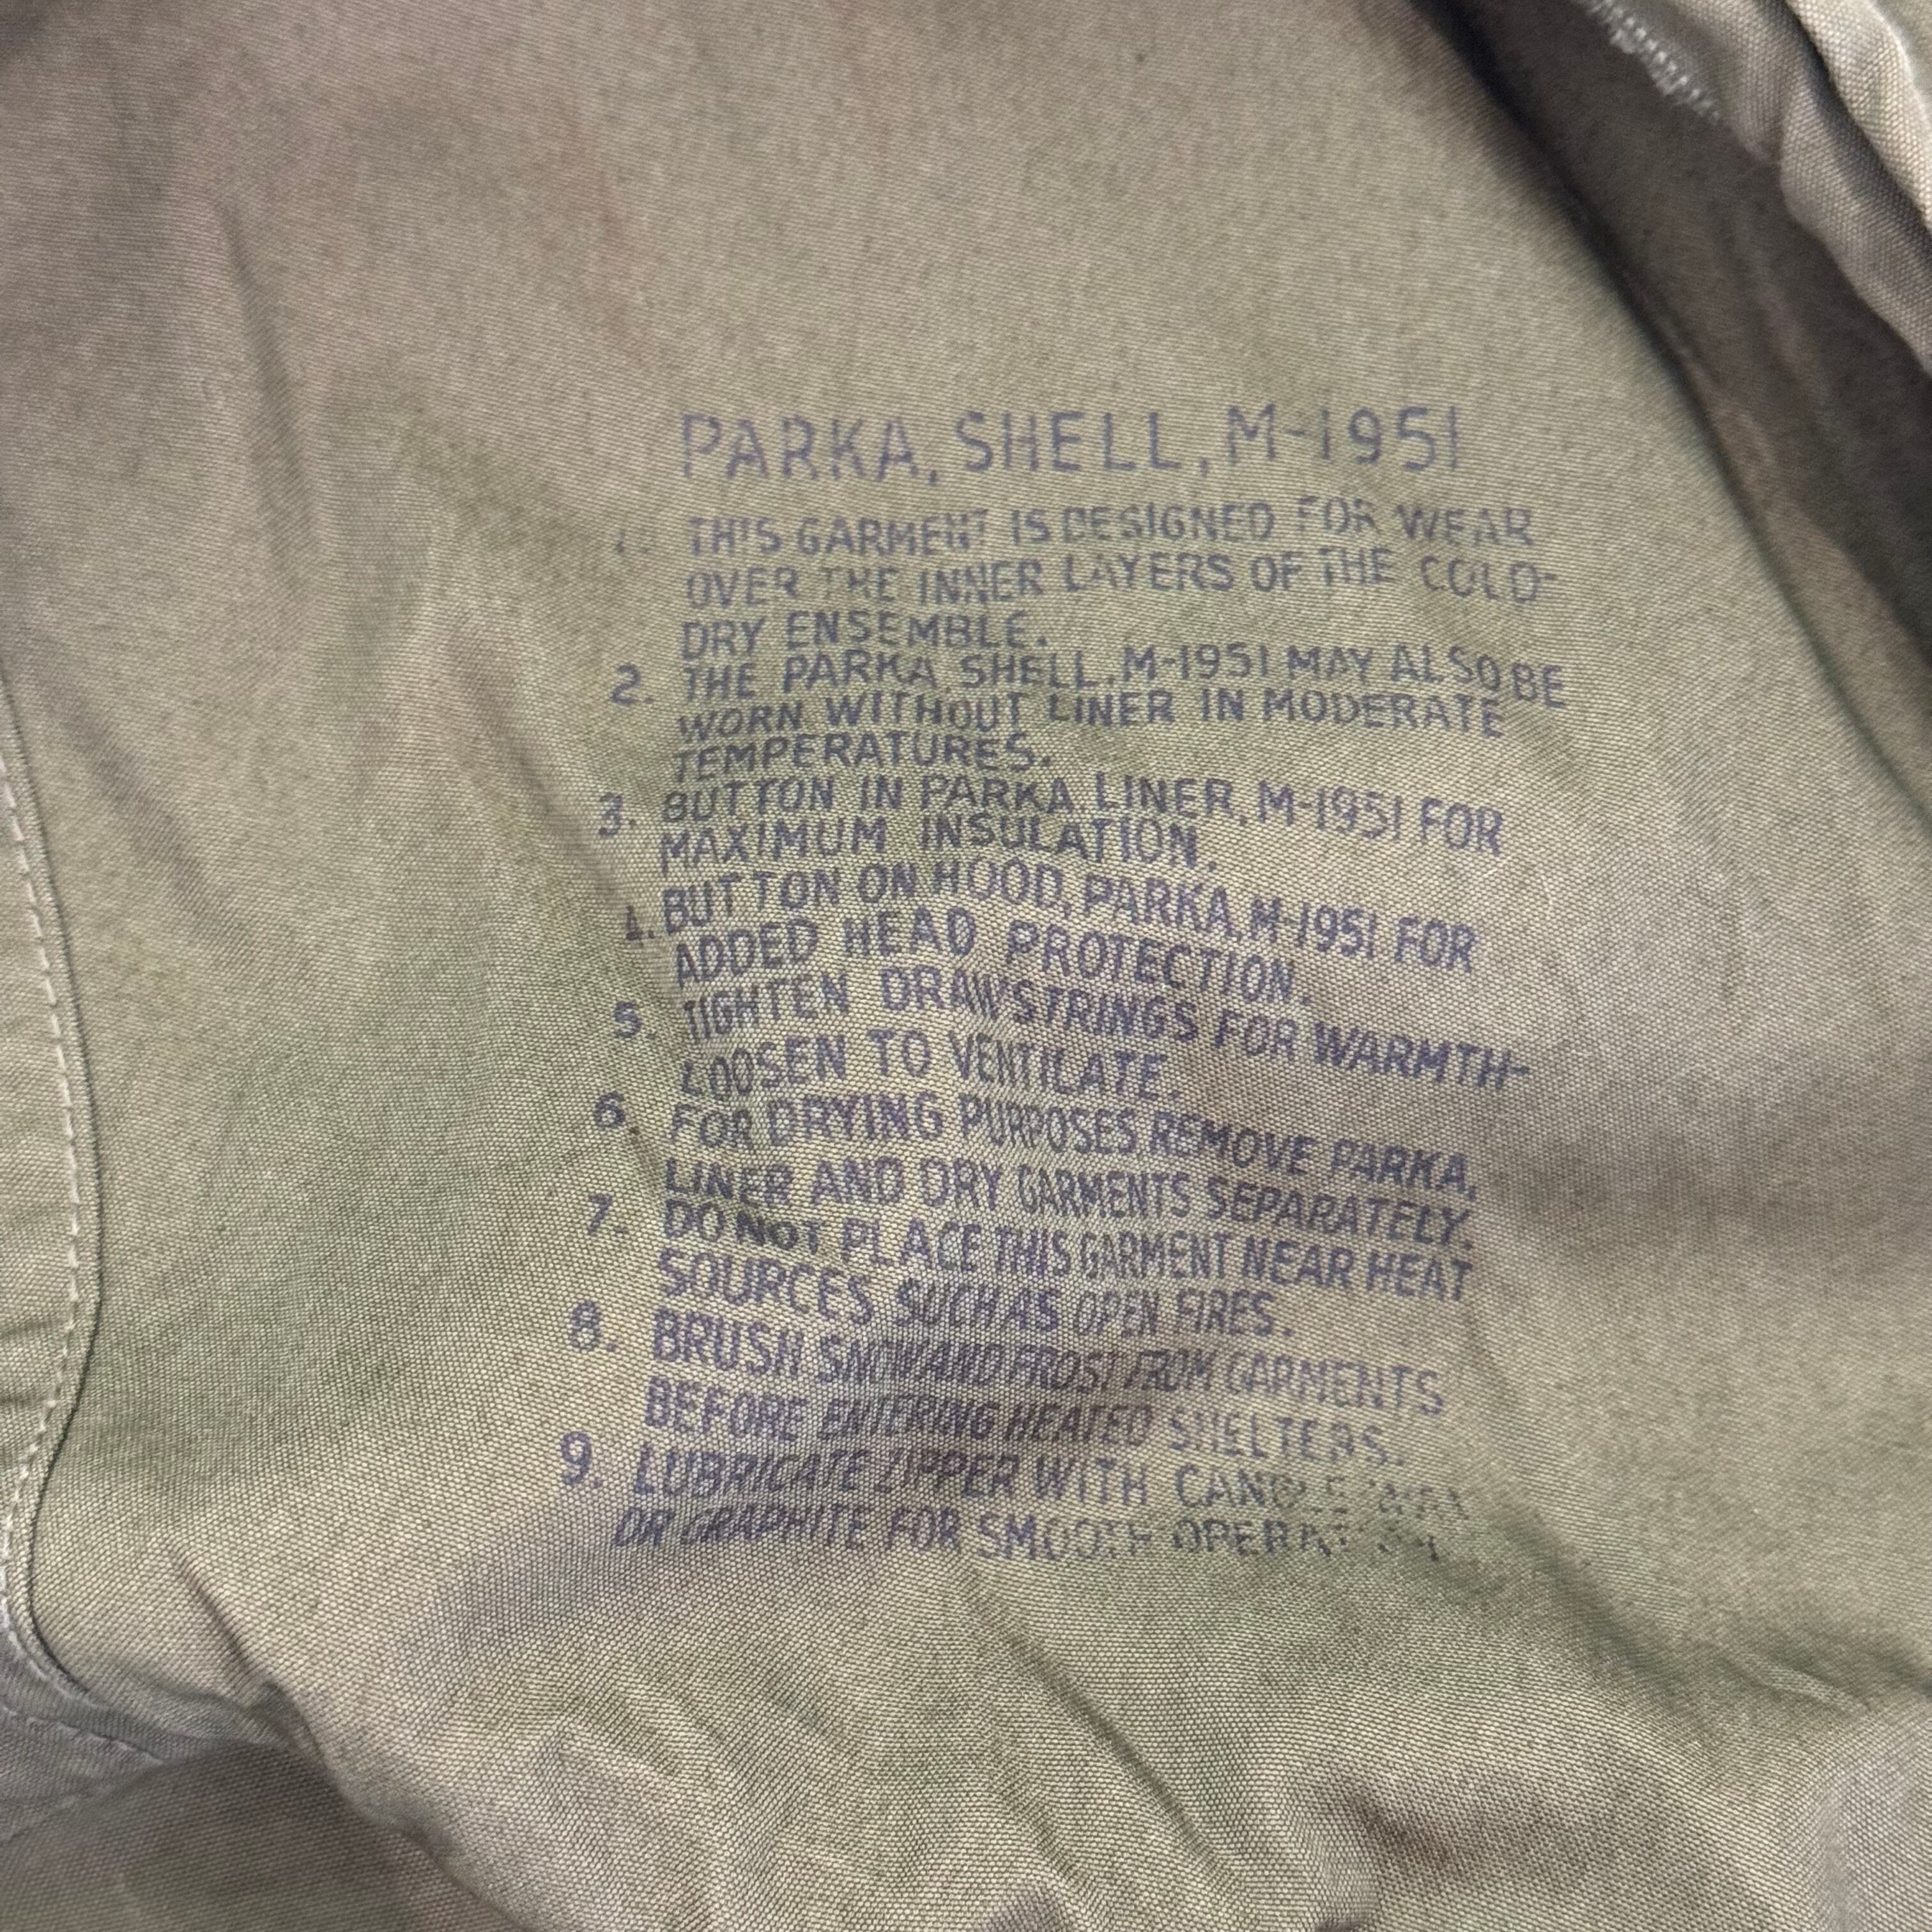 PARKA, SHELL, M-1951
1. THIS GARMENT IS DESIGNED FOR WEAR
OVER THE INNER LAYERS OF THE COLD-
DRY ENSEMBLE.
2. THE PARKA, SHELL, M-1951 MAY ALSO BE
WORN WITHOUT LINER IN MODERATE
TEMPERATURES.
3. BUTTON IN PARKA, LINER, M-1951 FOR
MAXIMUM INSULATION.
4. BUTTON ON HOOD, PARKA, M-1951 FOR
ADDED HEAD PROTECTION.
5. TIGHTEN DRAWSTRINGS FOR WARMTH-
LOOSEN TO VENTILATE.
6. FOR DRYING PURPOSES REMOVE PARKA,
LINER AND DRY GARMENTS SEPARATELY.
7. DO NOT PLACE THIS GARMENT NEAR HEAT
SOURCES SUCH AS OPEN FIRES.
8. BRUSH SNOW AND FROST FROM GARMENTS
BEFORE ENTERING HEATED SHELTERS.
9. LUBRICATE ZIPPER WITH CANDLE WAX
OR GRAPHITE FOR SMOOTH OPERATION.